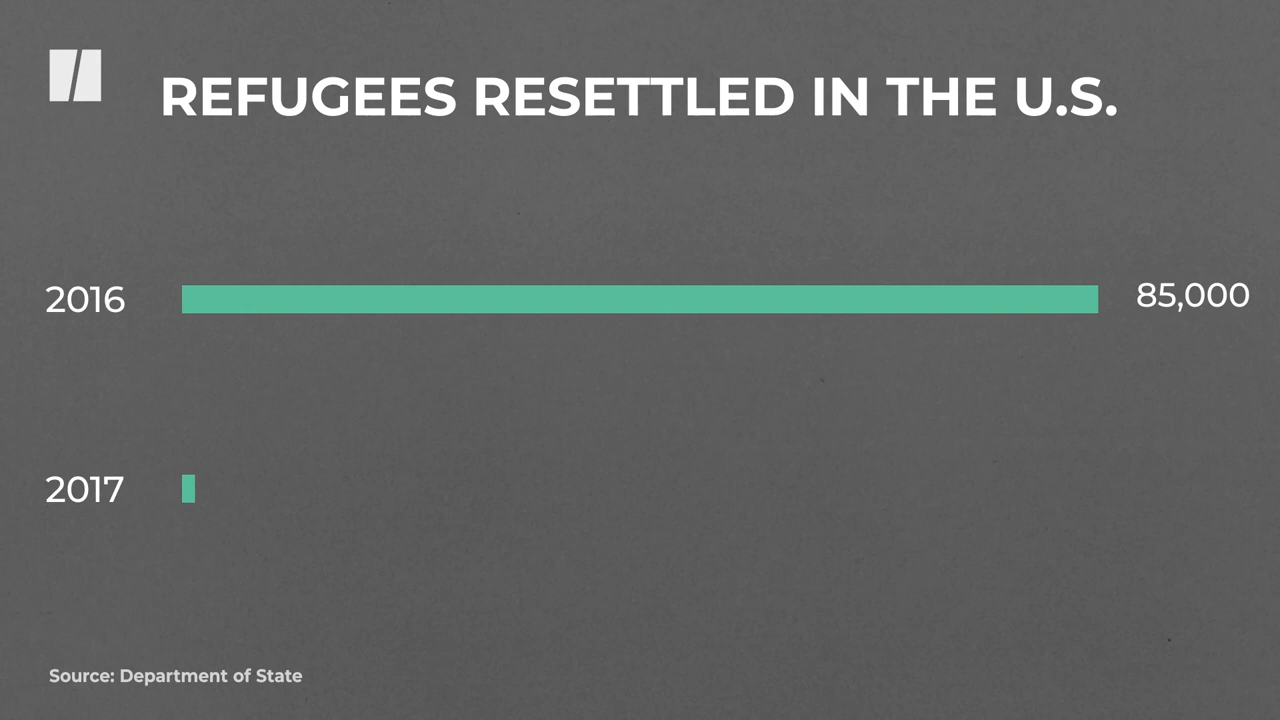 REFUGEES RESETTLED IN THE U.S.
2016 85,000
2017
Source: Department of State